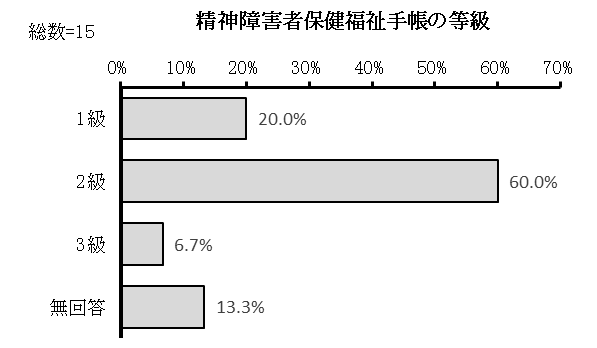 精神障害者保健福祉手帳の等級
総数=15
0% 10% 20% 30% 40% 50% 60% 70%
1級 20.0%
2級 60.0%
3級 6.7%
無回答 13.3%